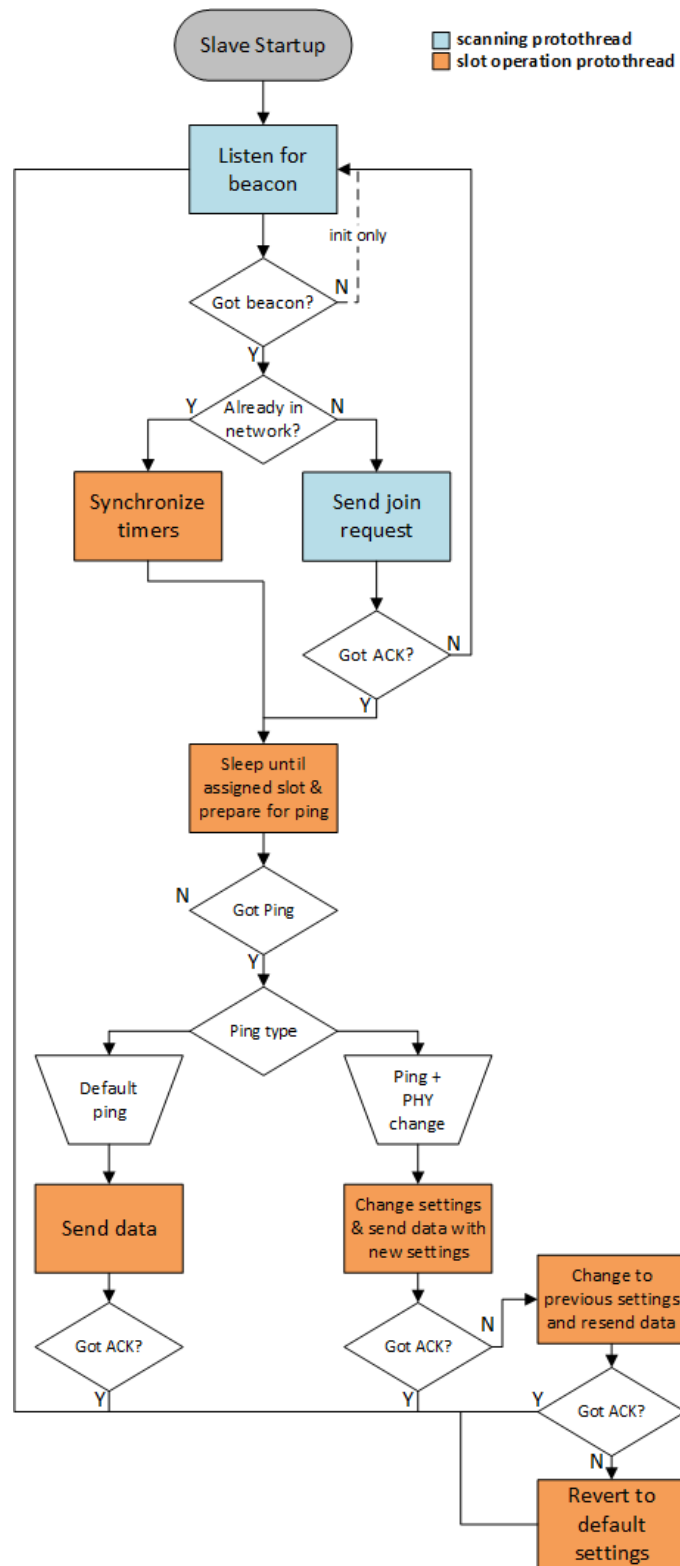 Slave Startup
scanning protothread
slot operation protothread
Listen for
beacon
init only
Got beacon?
N
Y
Already in
network?
Y
N
Synchronize
timers
Send join
request
Got ACK?
N
Y
Sleep until
assigned slot &
prepare for ping
N
Got Ping
Y
Ping type
Default
ping
Ping +
PHY
change
Send data
Change settings
& send data with
new settings
Change to
previous settings
and resend data
Got ACK?
Y
Got ACK?
N
Y
Y
Got ACK?
N
Revert to
default
settings